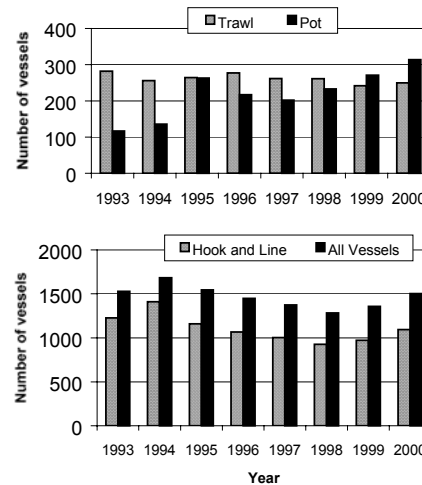 Trawl Pot
Number of vessels
400
300
200
100
0
1993 1994 1995 1996 1997 1998 1999 2000
Hook and Line All Vessels
Number of vessels
2000
1500
1000
500
0
1993 1994 1995 1996 1997 1998 1999 2000
Year